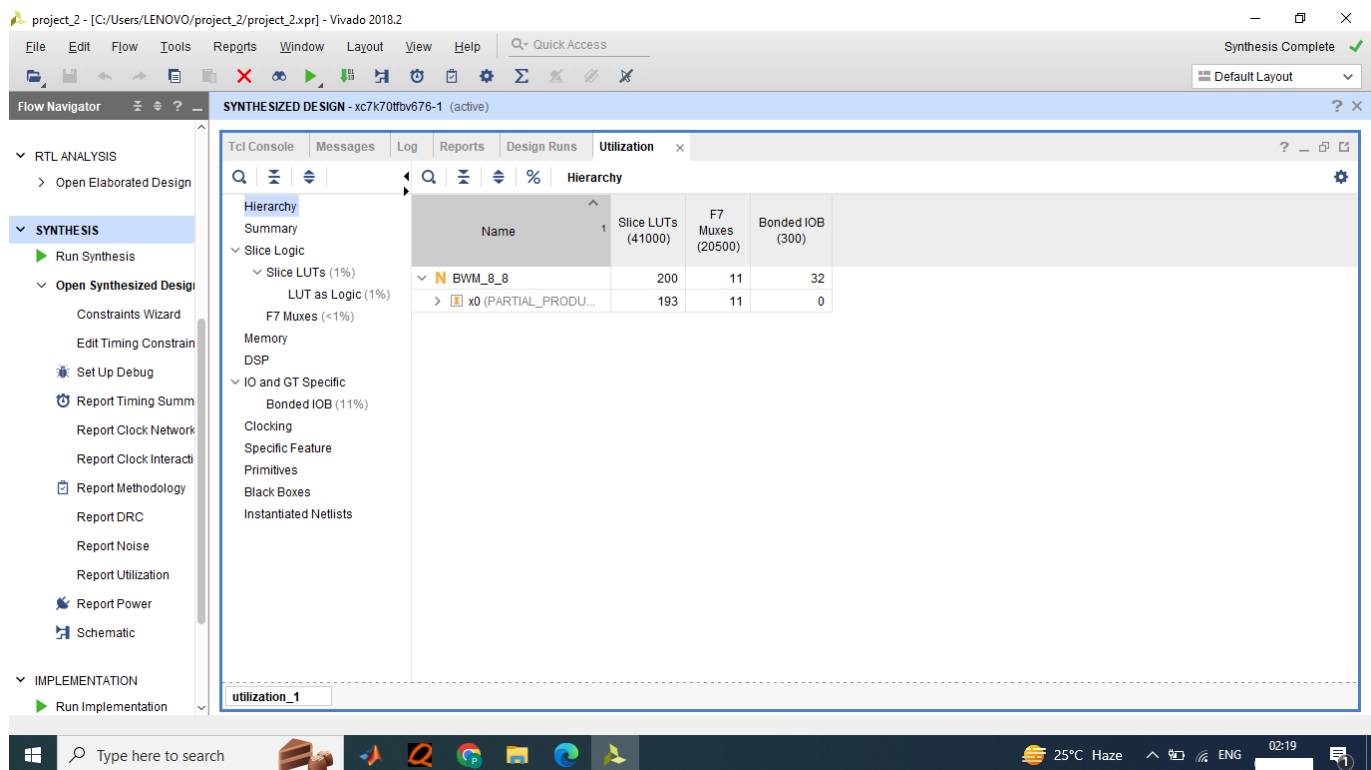 project_2 - [C:/Users/LENOVO/project_2/project_2.xpr] - Vivado 2018.2
File Edit Flow Tools Reports Window Layout View Help Q- Quick Access
Synthesis Complete
Default Layout
Flow Navigator
SYNTHESIZED DESIGN - xc7k70tfbv676-1 (active)
RTL ANALYSIS
Open Elaborated Design
SYNTHESIS
Run Synthesis
Open Synthesized Desig
Constraints Wizard
Edit Timing Constrain
Set Up Debug
Report Timing Summ
Report Clock Network
Report Clock Interacti
Report Methodology
Report DRC
Report Noise
Report Utilization
Report Power
Schematic
IMPLEMENTATION
Run Implementation
Tcl Console Messages Log Reports Design Runs Utilization
Hierarchy
Hierarchy
Summary
Slice Logic
Slice LUTs (1%)
LUT as Logic (1%)
F7 Muxes (<1%)
Memory
DSP
IO and GT Specific
Bonded IOB (11%)
Clocking
Specific Feature
Primitives
Black Boxes
Instantiated Netlists
Name 1 Slice LUTs (41000) F7 Muxes (20500) Bonded IOB (300)
N BWM_8_8 200 11 32
I x0 (PARTIAL_PRODU... 193 11 0
utilization_1
Type here to search
25°C Haze ENG 02:19
1